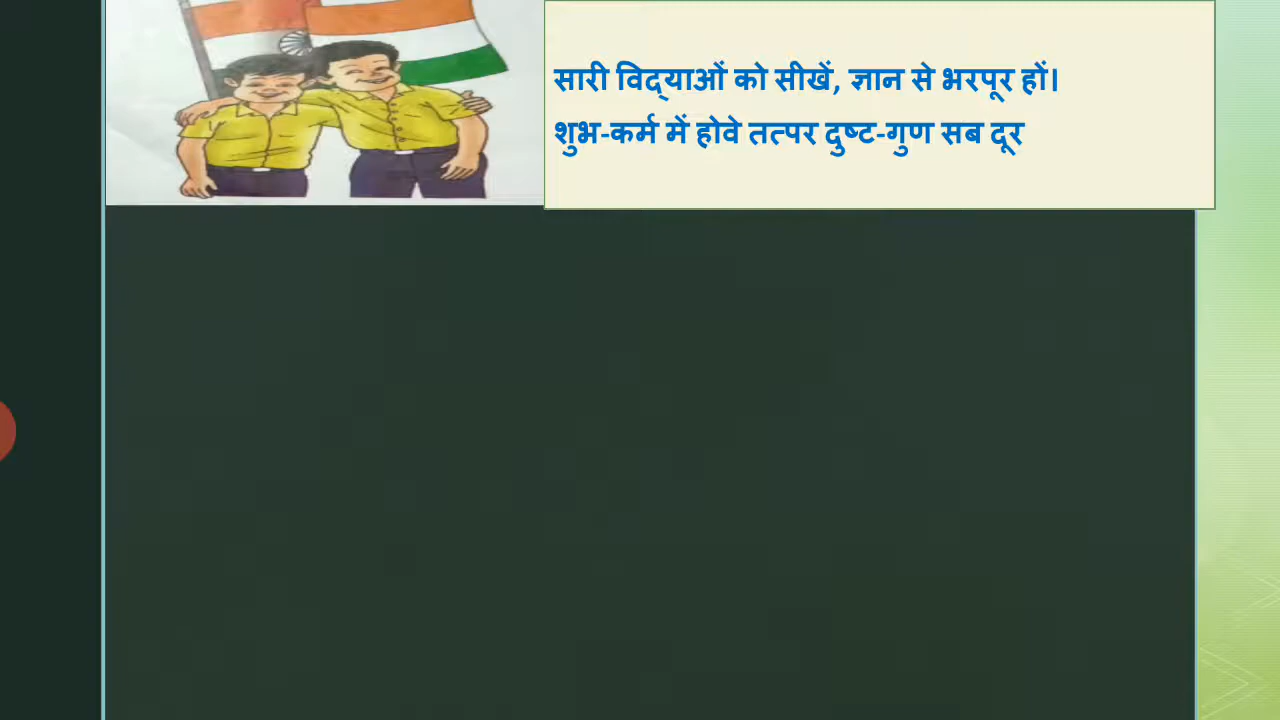 सारी विद्याओं को सीखें, ज्ञान से भरपूर हों।
शुभ-कर्म में होवे तत्पर दुष्ट-गुण सब दूर